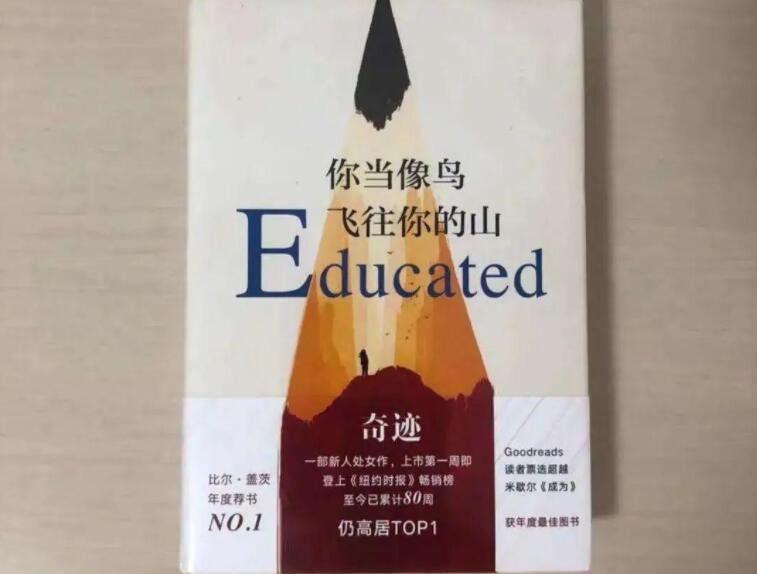 你当像鸟
飞往你的山
Educated
奇迹
一部新人处女作，上市第一周即
登上《纽约时报》畅销榜
至今已累计80周
仍高居TOP1
比尔·盖茨
年度荐书
NO.1
Goodreads
读者票选超越
米歇尔《成为》
获年度最佳图书